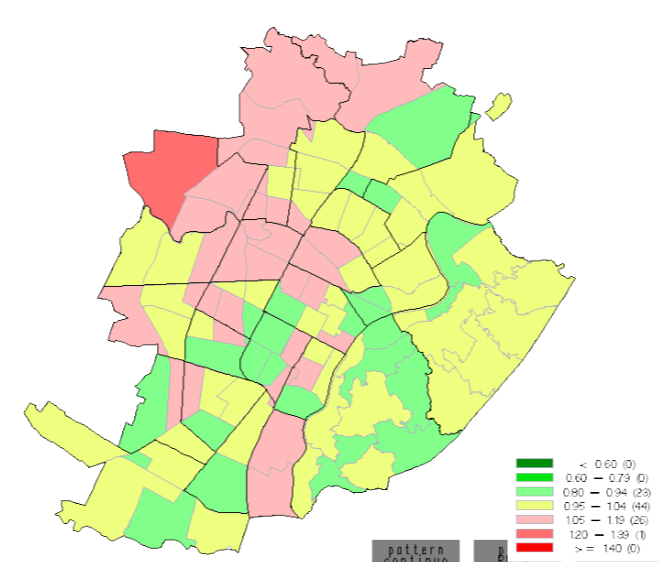 < 0.60 (0)
0.60 – 0.79 (0)
0.80 – 0.94 (23)
0.95 – 1.04 (44)
1.05 – 1.19 (26)
1.20 – 1.39 (1)
>= 1.40 (0)
pattern
continue